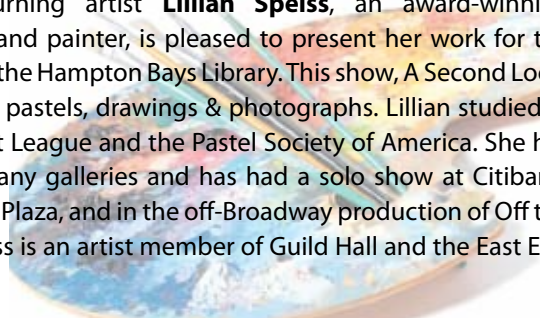 urning artist Lillian Speiss, an award-winni
and painter, is pleased to present her work for t
the Hampton Bays Library. This show, A Second Loo
pastels, drawings & photographs. Lillian studied
t League and the Pastel Society of America. She h
any galleries and has had a solo show at Citiba
Plaza, and in the off-Broadway production of Off t
ss is an artist member of Guild Hall and the East E